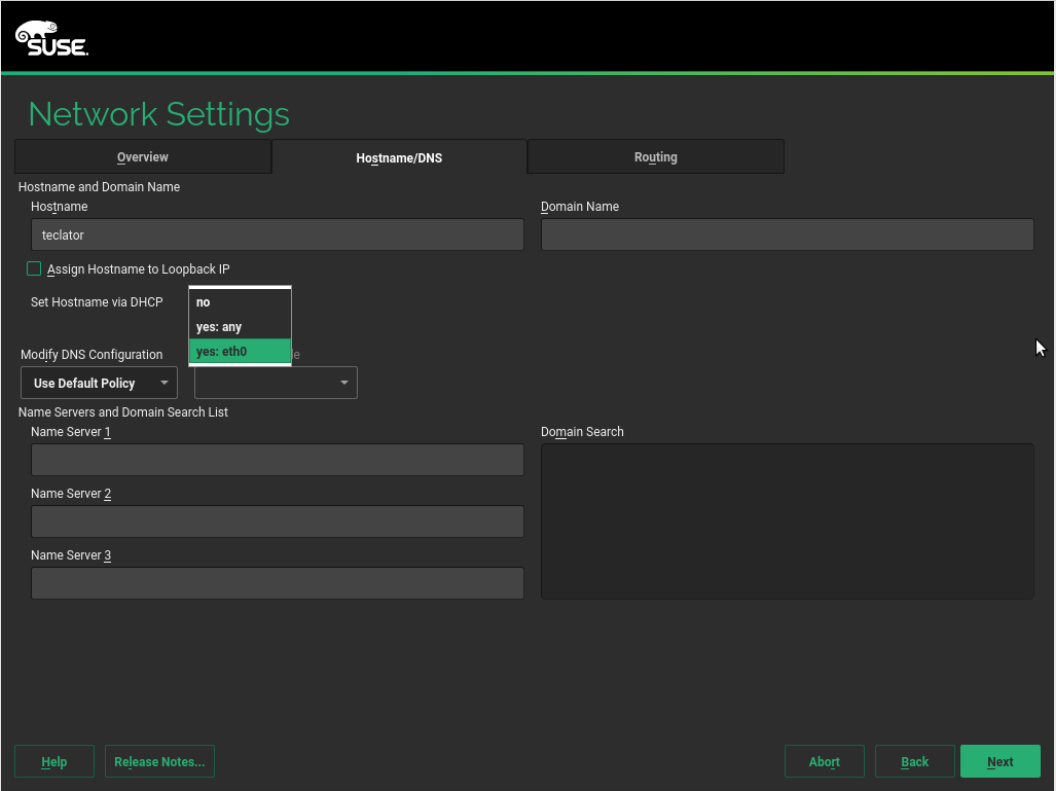 SUSE.
Network Settings
Overview
Hostname/DNS
Routing
Hostname and Domain Name
Hostname
Domain Name
teclator
Assign Hostname to Loopback IP
Set Hostname via DHCP
no
yes: any
yes: eth0
Modify DNS Configuration
Use Default Policy
Name Servers and Domain Search List
Name Server 1
Domain Search
Name Server 2
Name Server 3
Help
Release Notes...
Abort
Back
Next